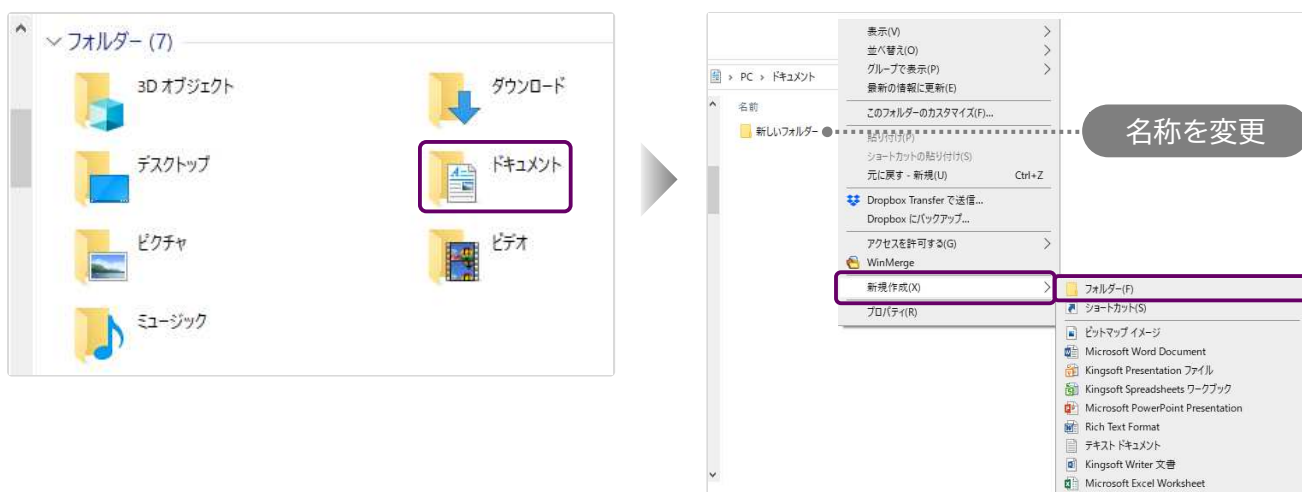 フォルダー (7)
3D オブジェクト
ダウンロード
デスクトップ
ドキュメント
ピクチャ
ビデオ
ミュージック
PC › ドキュメント
名前
新しいフォルダー
表示(V)
並べ替え(O)
グループで表示(P)
最新の情報に更新(E)
このフォルダーのカスタマイズ(F)...
貼り付け(P)
ショートカットの貼り付け(S)
元に戻す - 新規(U) Ctrl+Z
Dropbox Transfer で送信...
Dropbox にバックアップ...
アクセスを許可する(G)
WinMerge
新規作成(X)
プロパティ(R)
名称を変更
フォルダー(F)
ショートカット(S)
ビットマップ イメージ
Microsoft Word Document
Kingsoft Presentation ファイル
Kingsoft Spreadsheets ワークブック
Microsoft PowerPoint Presentation
Rich Text Format
テキスト ドキュメント
Kingsoft Writer 文書
Microsoft Excel Worksheet